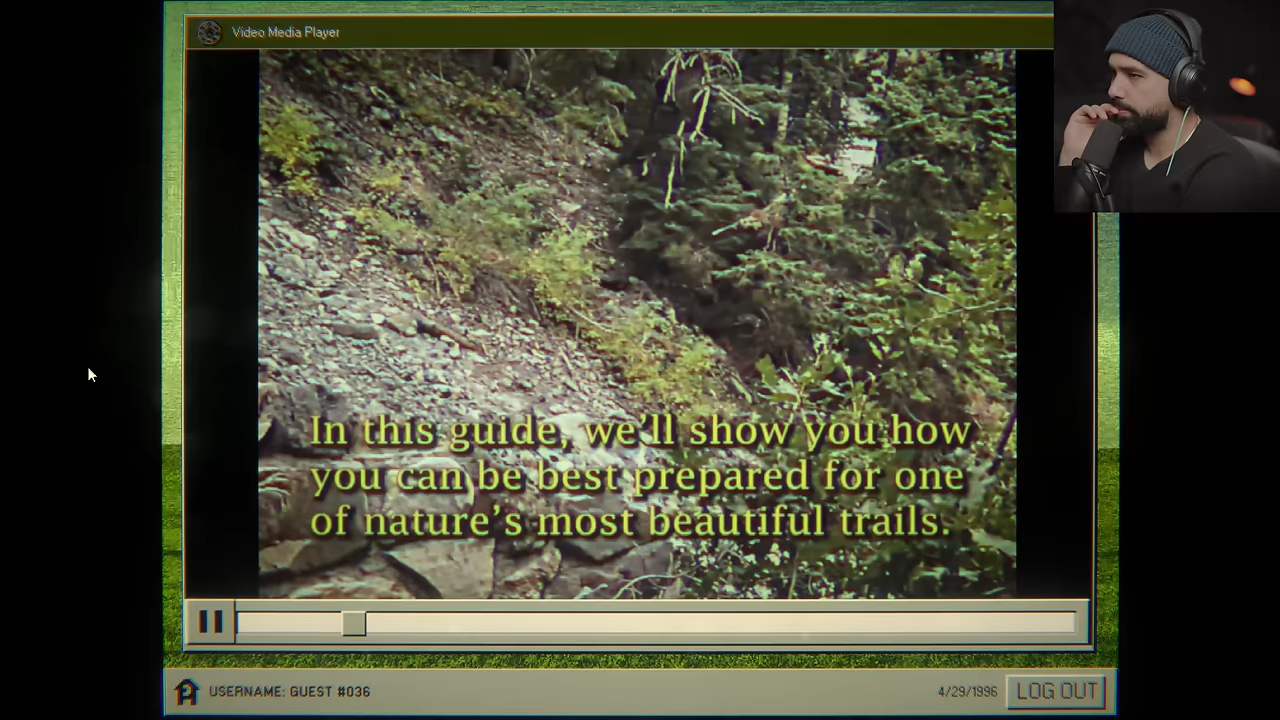 Video Media Player
In this guide, we'll show you how
you can be best prepared for one
of nature's most beautiful trails.
USERNAME: GUEST #036
4/29/1996
LOG OUT